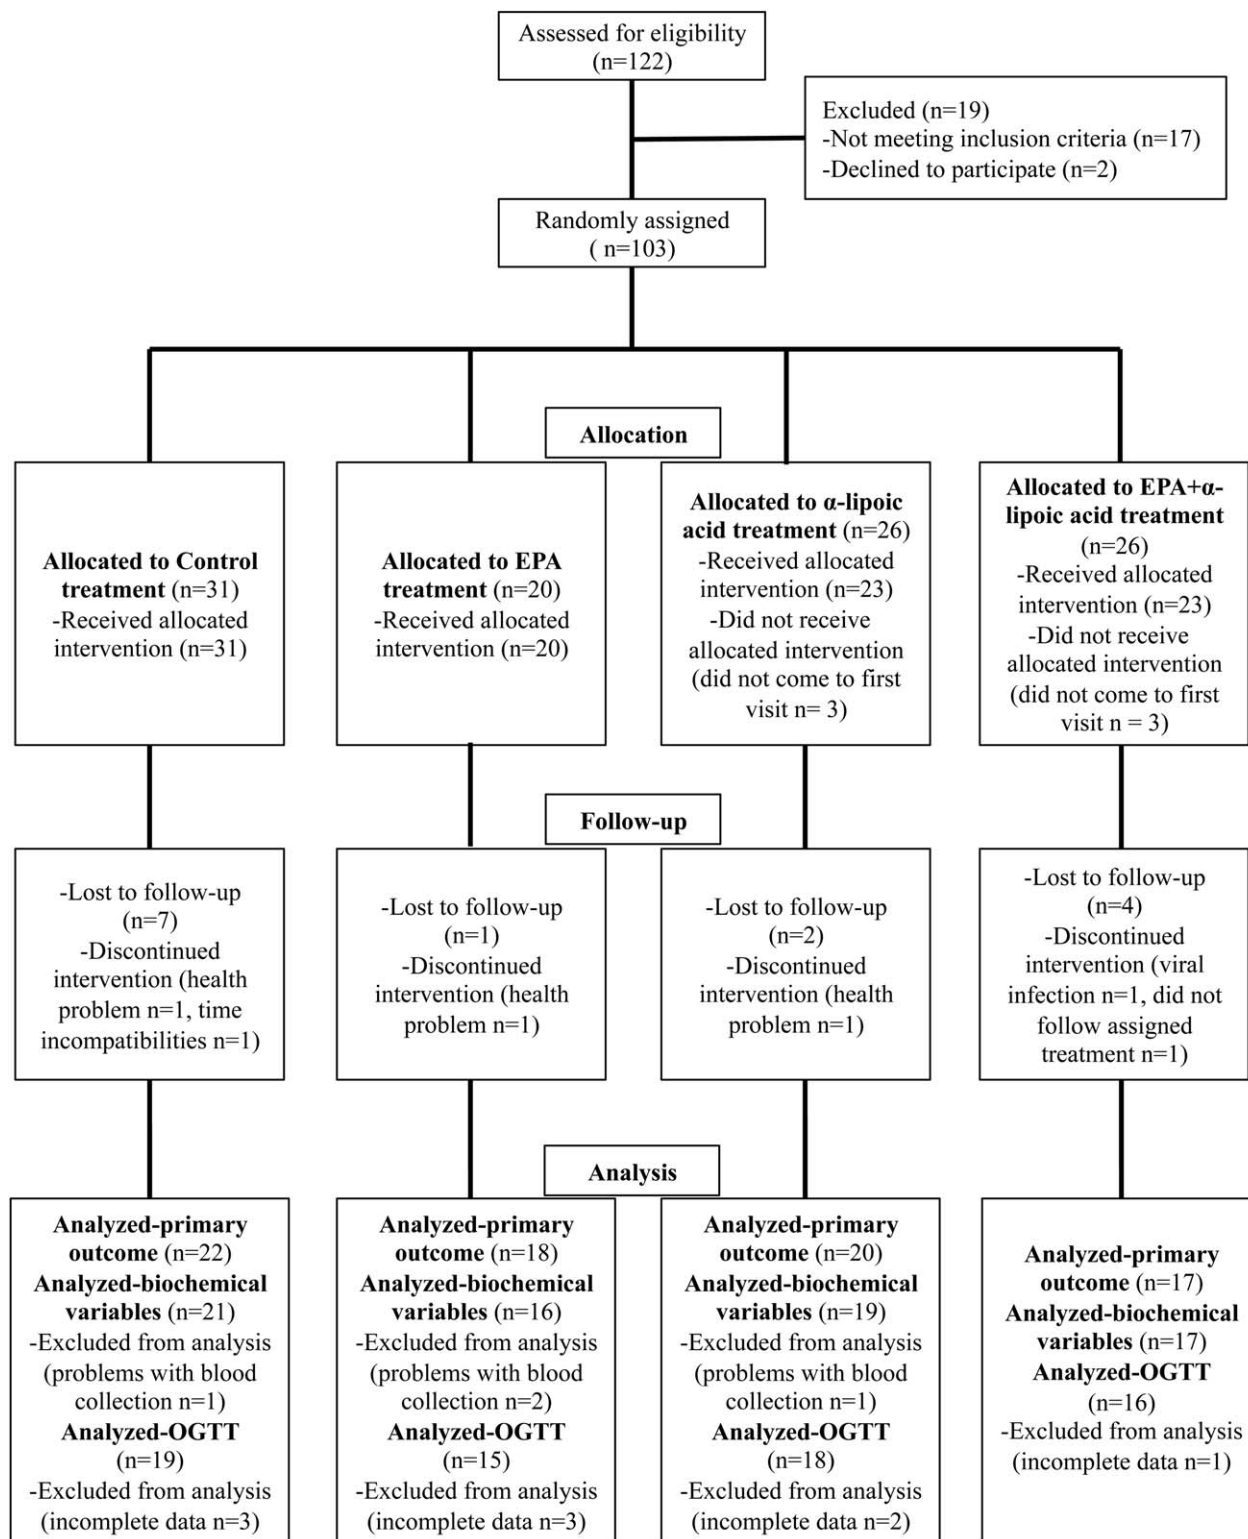 Assessed for eligibility
(n=122)
Excluded (n=19)
-Not meeting inclusion criteria (n=17)
-Declined to participate (n=2)
Randomly assigned
( n=103)
Allocation
Allocated to Control
treatment (n=31)
-Received allocated
intervention (n=31)
Allocated to EPA
treatment (n=20)
-Received allocated
intervention (n=20)
Allocated to α-lipoic
acid treatment (n=26)
-Received allocated
intervention (n=23)
-Did not receive
allocated intervention
(did not come to first
visit n= 3)
Allocated to EPA+α-
lipoic acid treatment
(n=26)
-Received allocated
intervention (n=23)
-Did not receive
allocated intervention
(did not come to first
visit n = 3)
Follow-up
-Lost to follow-up
(n=7)
-Discontinued
intervention (health
problem n=1, time
incompatibilities n=1)
-Lost to follow-up
(n=1)
-Discontinued
intervention (health
problem n=1)
-Lost to follow-up
(n=2)
-Discontinued
intervention (health
problem n=1)
-Lost to follow-up
(n=4)
-Discontinued
intervention (viral
infection n=1, did not
follow assigned
treatment n=1)
Analysis
Analyzed-primary
outcome (n=22)
Analyzed-biochemical
variables (n=21)
-Excluded from analysis
(problems with blood
collection n=1)
Analyzed-OGTT
(n=19)
-Excluded from analysis
(incomplete data n=3)
Analyzed-primary
outcome (n=18)
Analyzed-biochemical
variables (n=16)
-Excluded from analysis
(problems with blood
collection n=2)
Analyzed-OGTT
(n=15)
-Excluded from analysis
(incomplete data n=3)
Analyzed-primary
outcome (n=20)
Analyzed-biochemical
variables (n=19)
-Excluded from analysis
(problems with blood
collection n=1)
Analyzed-OGTT
(n=18)
-Excluded from analysis
(incomplete data n=2)
Analyzed-primary
outcome (n=17)
Analyzed-biochemical
variables (n=17)
Analyzed-OGTT
(n=16)
-Excluded from analysis
(incomplete data n=1)